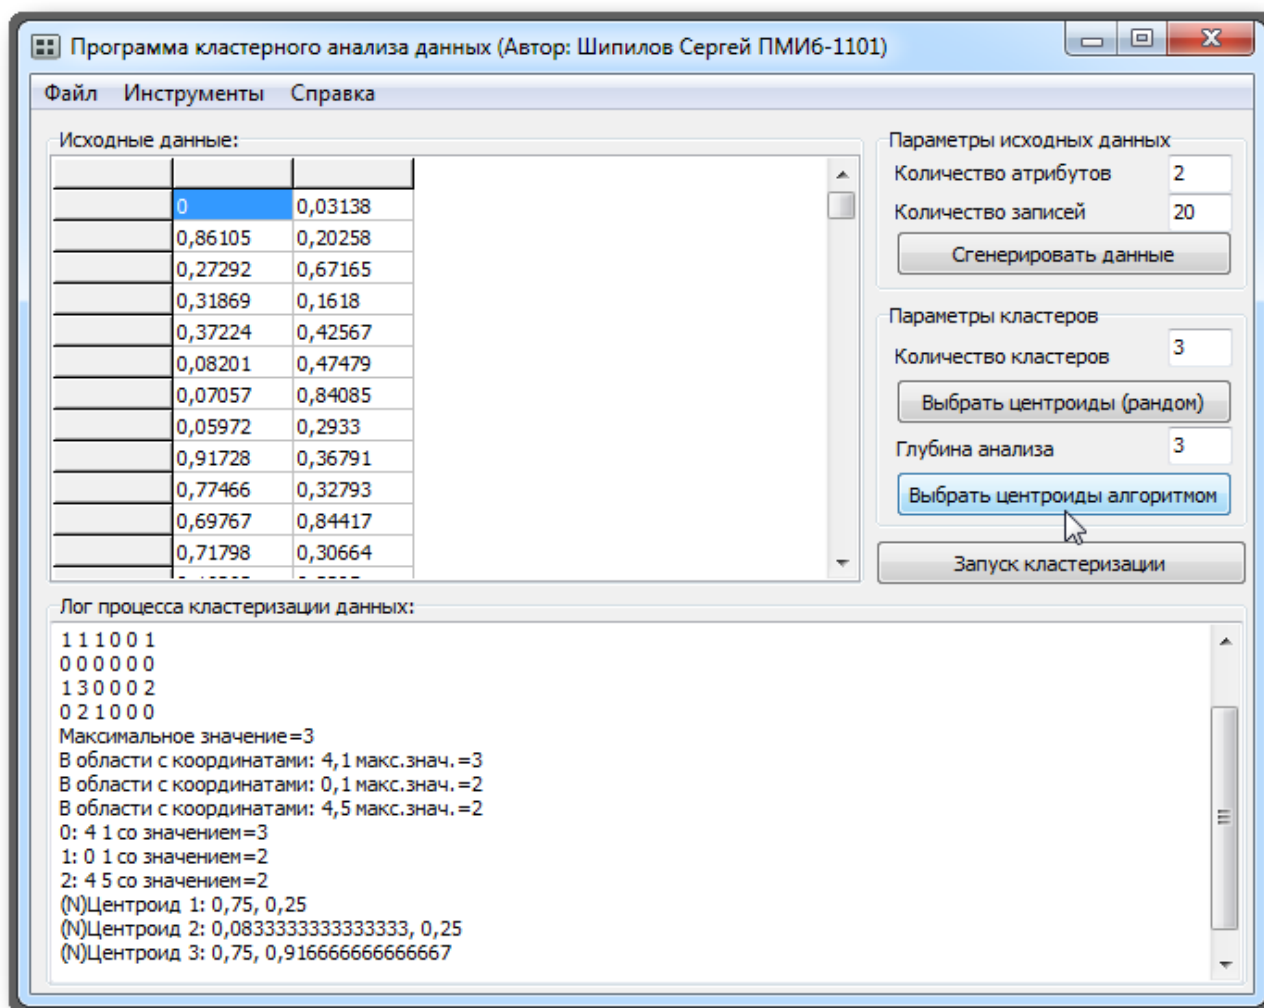 Программа кластерного анализа данных (Автор: Шипилов Сергей ПМИб-1101)
Файл Инструменты Справка
Исходные данные:
0 0,03138
0,86105 0,20258
0,27292 0,67165
0,31869 0,1618
0,37224 0,42567
0,08201 0,47479
0,07057 0,84085
0,05972 0,2933
0,91728 0,36791
0,77466 0,32793
0,69767 0,84417
0,71798 0,30664
Параметры исходных данных
Количество атрибутов 2
Количество записей 20
Сгенерировать данные
Параметры кластеров
Количество кластеров 3
Выбрать центроиды (рандом)
Глубина анализа 3
Выбрать центроиды алгоритмом
Запуск кластеризации
Лог процесса кластеризации данных:
1 1 1 0 0 1
0 0 0 0 0 0
1 3 0 0 0 2
0 2 1 0 0 0
Максимальное значение=3
В области с координатами: 4,1 макс.знач.=3
В области с координатами: 0,1 макс.знач.=2
В области с координатами: 4,5 макс.знач.=2
0: 4 1 со значением=3
1: 0 1 со значением=2
2: 4 5 со значением=2
(N)Центроид 1: 0,75, 0,25
(N)Центроид 2: 0,0833333333333333, 0,25
(N)Центроид 3: 0,75, 0,916666666666667